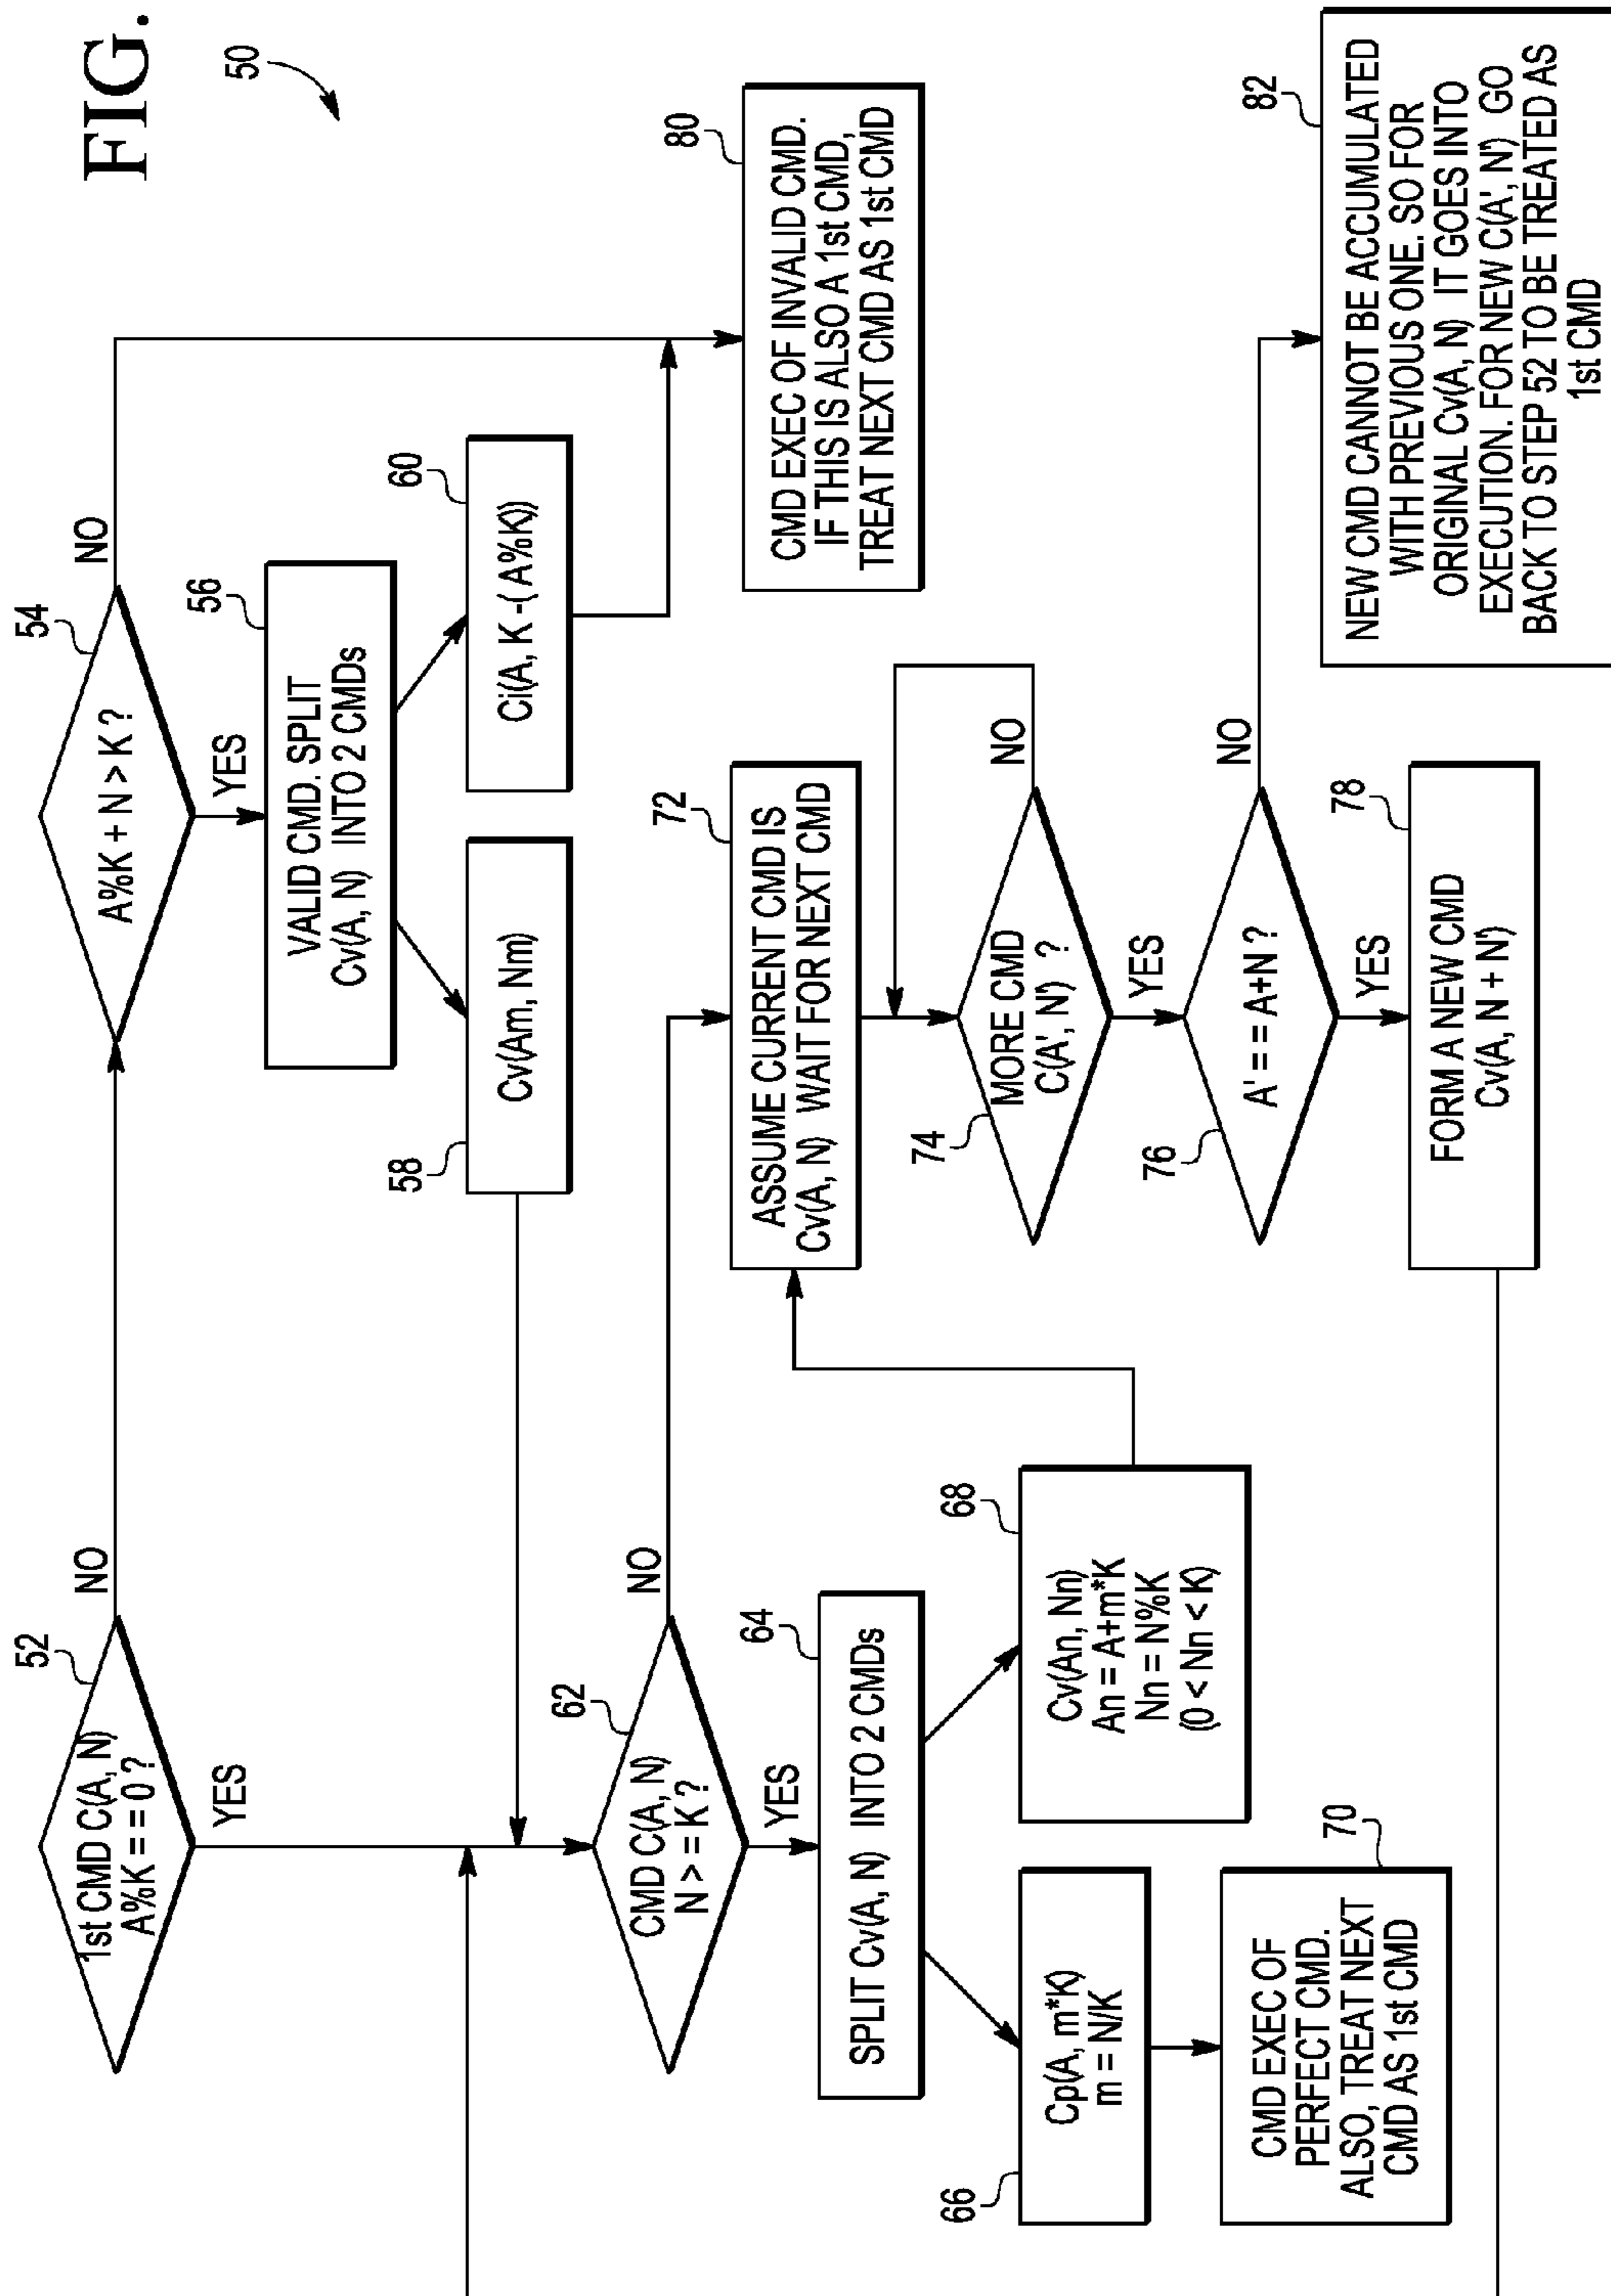 FIG.
50
52
1st CMD C(A, N)
A%K = = 0 ?
NO
YES
54
A%K + N > K ?
NO
YES
56
VALID CMD. SPLIT
Cv(A, N) INTO 2 CMDs
58
Cv(Am, Nm)
60
Ci(A, K -( A%K))
62
CMD C(A, N)
N > = K ?
NO
YES
64
SPLIT Cv(A, N) INTO 2 CMDs
66
Cp(A, m*K)
m = N/K
68
Cv(An, Nn)
An = A+m*K
Nn = N%K
(0 < Nn < K)
70
CMD EXEC OF
PERFECT CMD.
ALSO, TREAT NEXT
CMD AS 1st CMD
72
ASSUME CURRENT CMD IS
Cv(A, N) WAIT FOR NEXT CMD
74
MORE CMD
C(A', N') ?
NO
YES
76
A' = = A+N ?
NO
YES
78
FORM A NEW CMD
Cv(A, N + N')
80
CMD EXEC OF INVALID CMD.
IF THIS IS ALSO A 1st CMD,
TREAT NEXT CMD AS 1st CMD
82
NEW CMD CANNOT BE ACCUMULATED
WITH PREVIOUS ONE. SO FOR
ORIGINAL Cv(A, N) IT GOES INTO
EXECUTION. FOR NEW C(A', N') GO
BACK TO STEP 52 TO BE TREATED AS
1st CMD